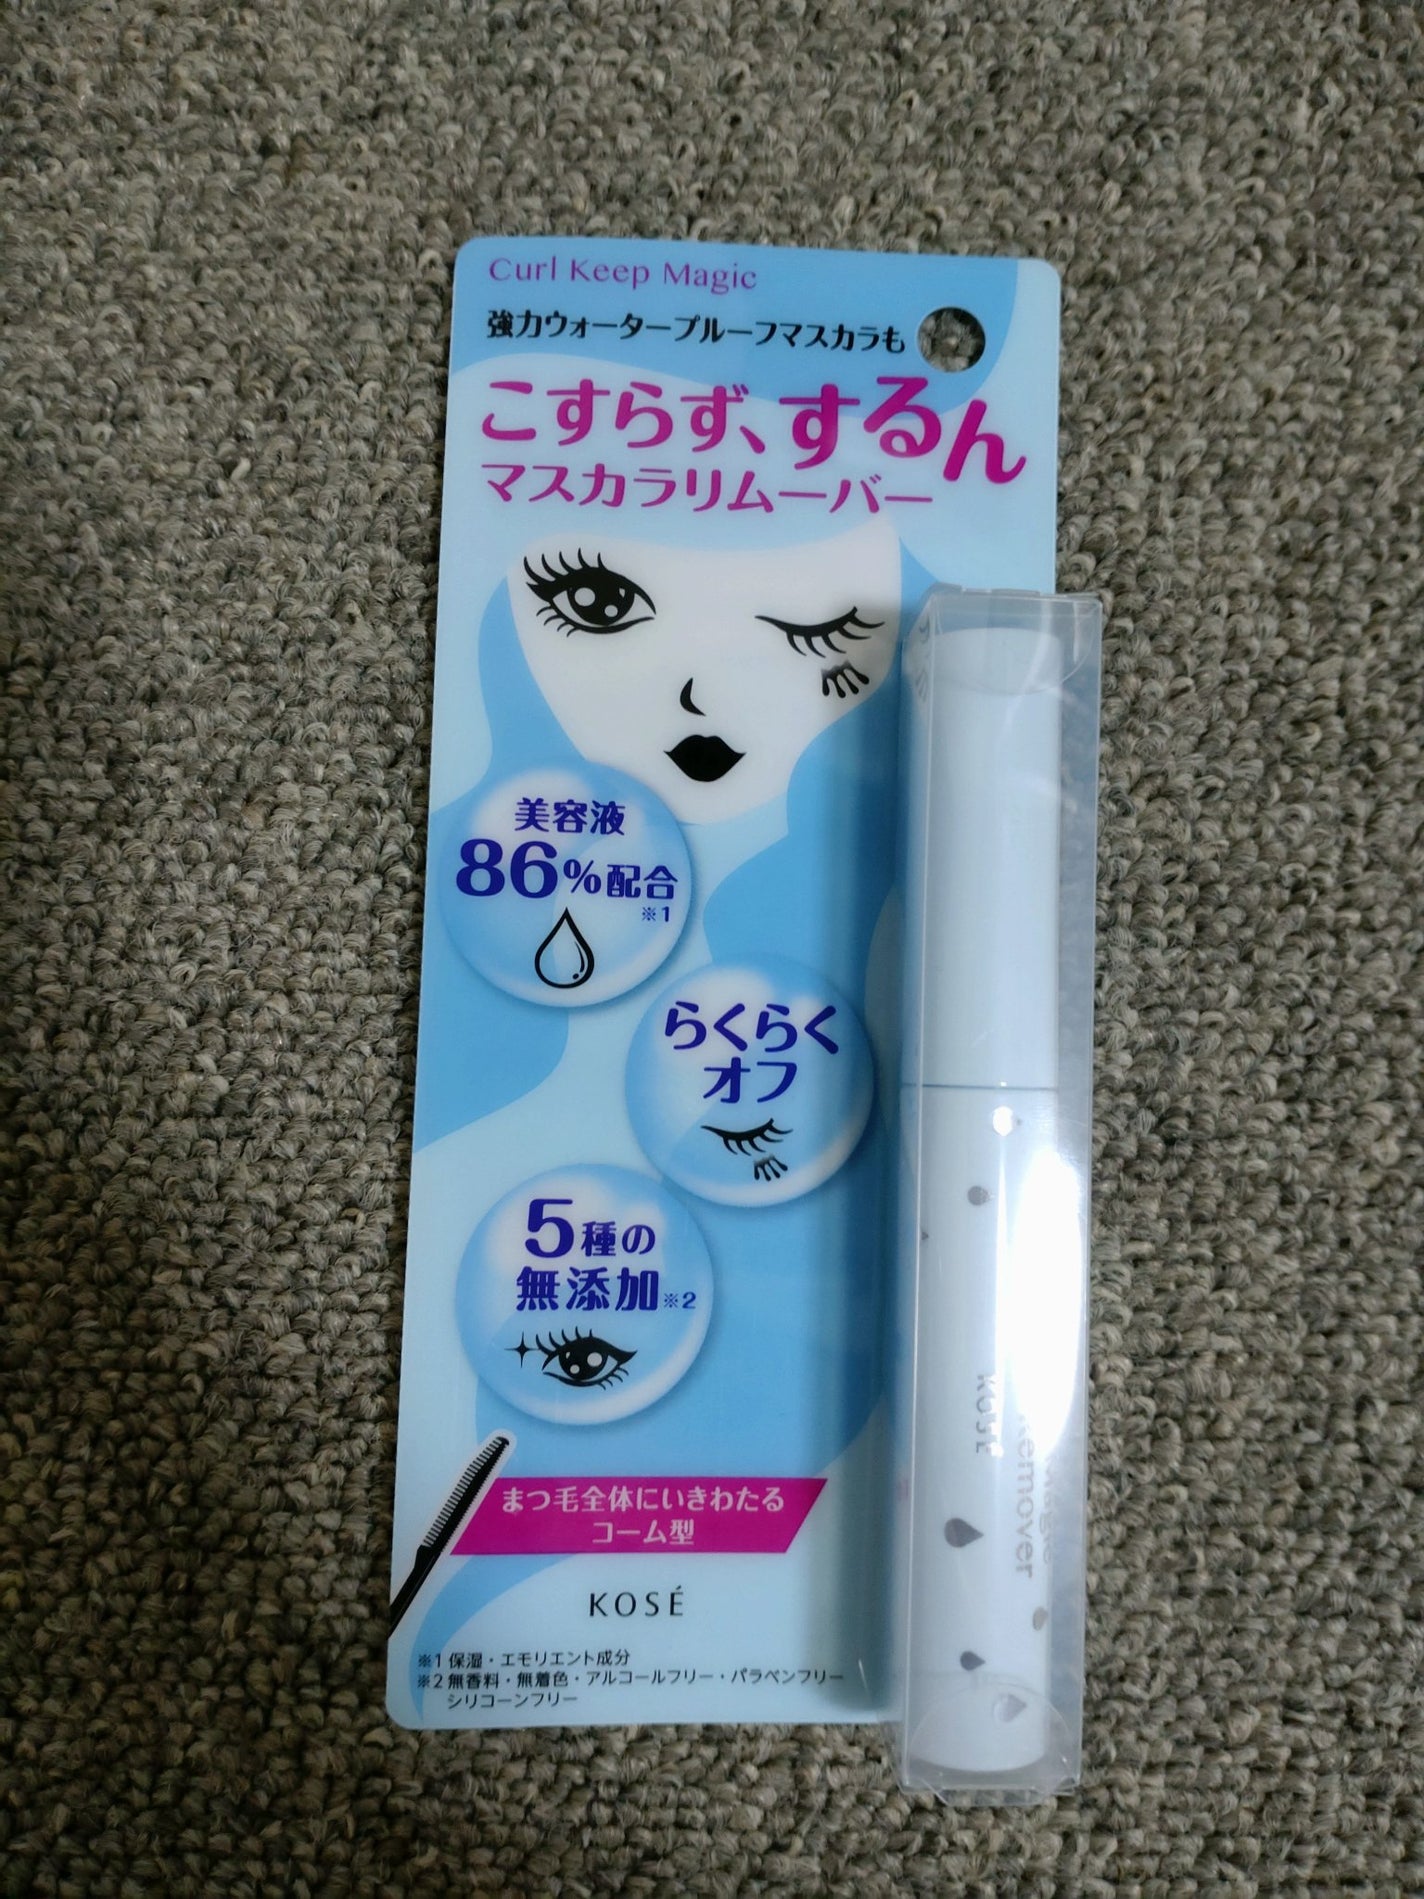 Curl Keep Magic
強力ウォータープルーフマスカラも
こすらず、するん
マスカラリムーバー
美容液
86%配合
※1
らくらく
オフ
5種の
無添加※2
まつ毛全体にいきわたる
コーム型
KOSÉ
※1 保湿・エモリエント成分
※2 無香料・無着色・アルコールフリー・パラベンフリー
シリコーンフリー
Magic
Remover
KOSÉ